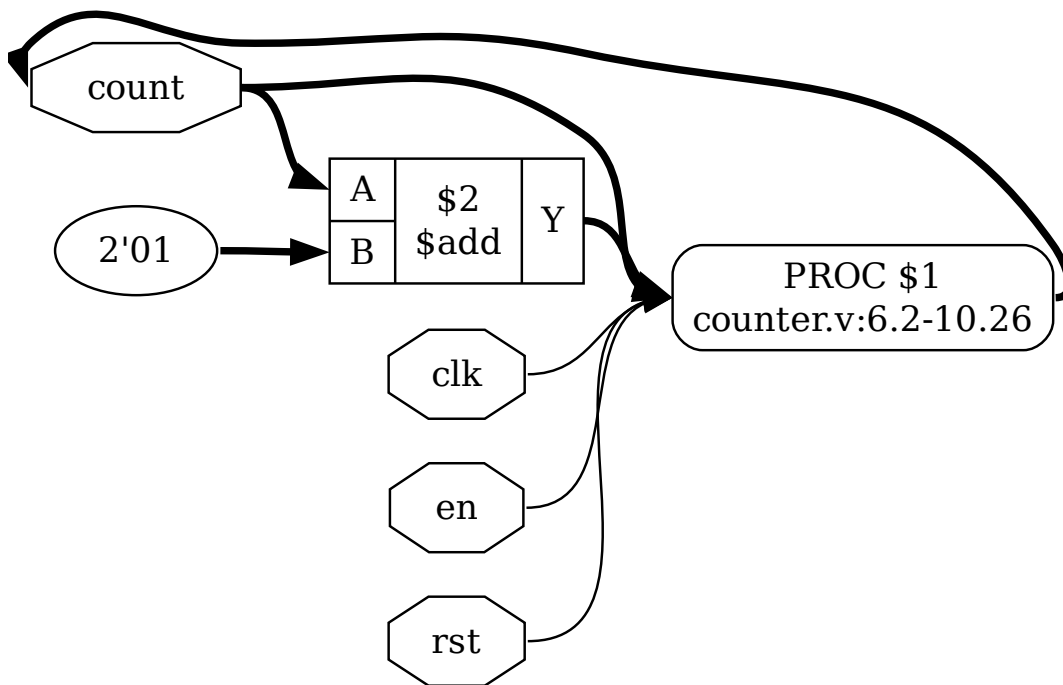 count
2'01
A
B
$2
$add
Y
PROC $1
counter.v:6.2-10.26
clk
en
rst